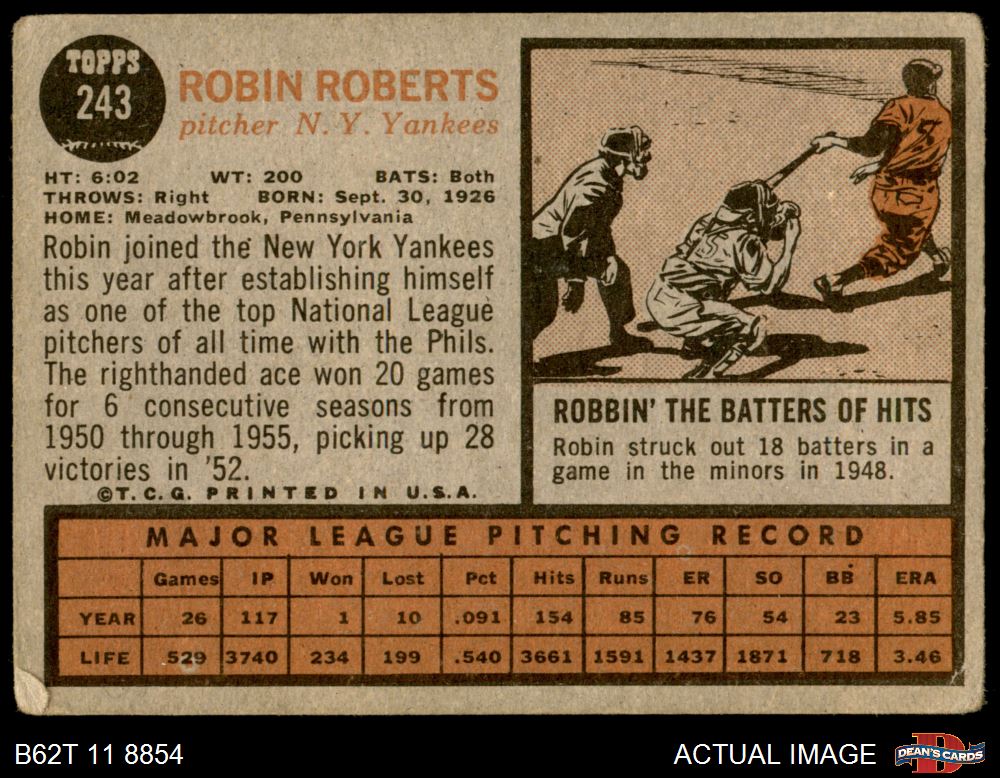 TOPPS
243
ROBIN ROBERTS
pitcher N. Y. Yankees
HT: 6:02 WT: 200 BATS: Both
THROWS: Right BORN: Sept. 30, 1926
HOME: Meadowbrook, Pennsylvania
Robin joined the New York Yankees
this year after establishing himself
as one of the top National League
pitchers of all time with the Phils.
The righthanded ace won 20 games
for 6 consecutive seasons from
1950 through 1955, picking up 28
victories in '52.
©T.C.G. PRINTED IN U.S.A.
ROBBIN' THE BATTERS OF HITS
Robin struck out 18 batters in a
game in the minors in 1948.
MAJOR LEAGUE PITCHING RECORD
Games IP Won Lost Pct Hits Runs ER SO BB ERA
YEAR 26 117 1 10 .091 154 85 76 54 23 5.85
LIFE 529 3740 234 199 .540 3661 1591 1437 1871 718 3.46
B62T 11 8854
ACTUAL IMAGE
D
DEAN'S CARDS